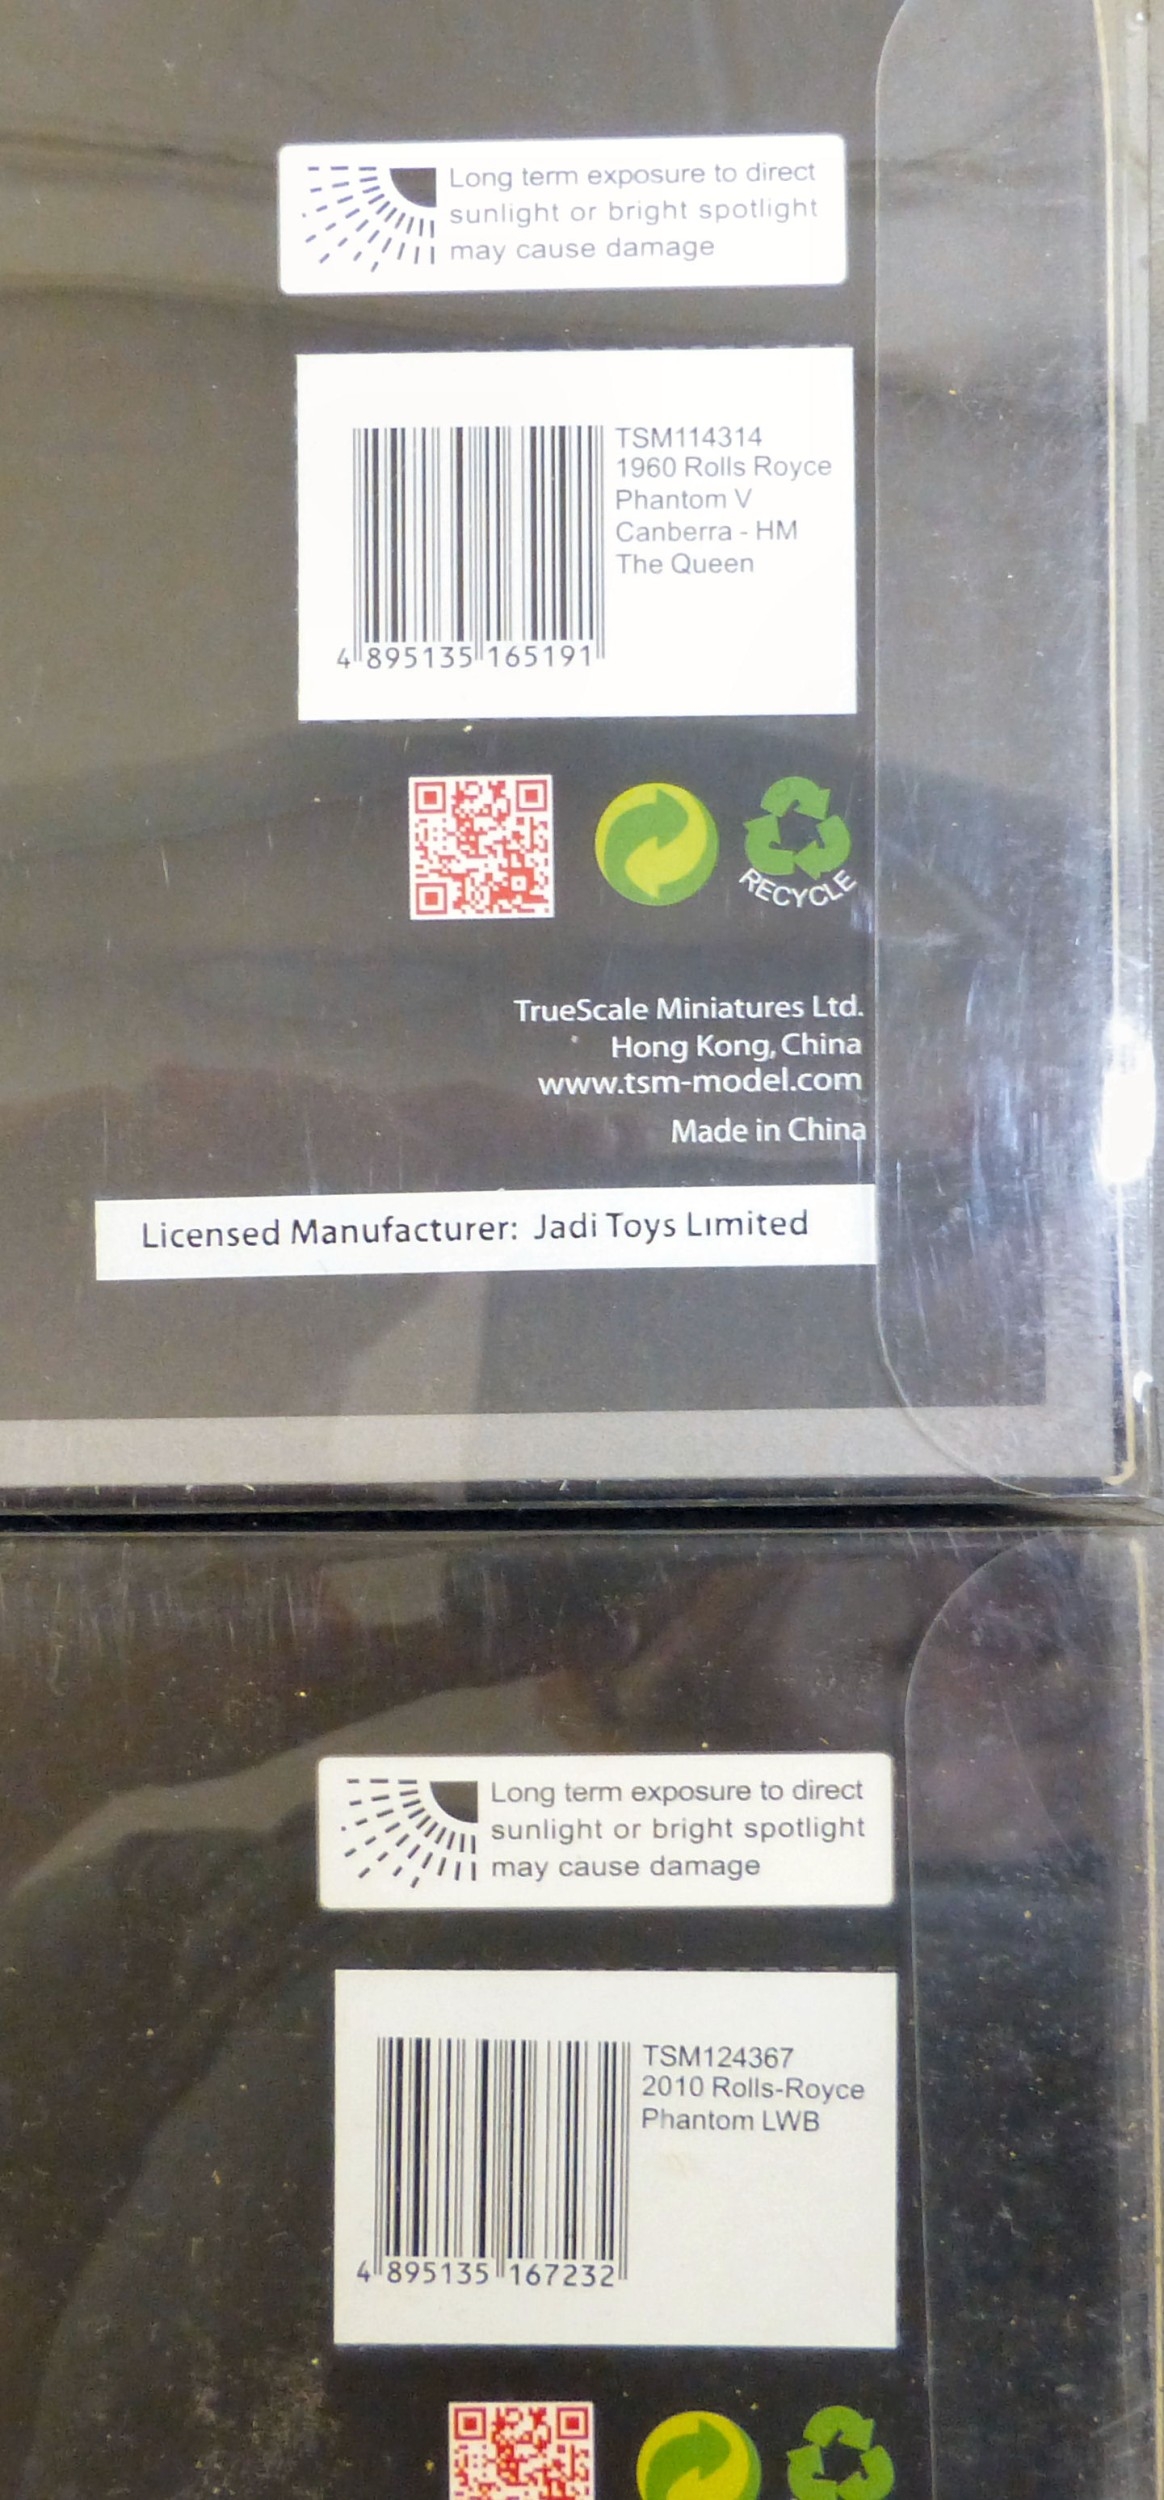 Long term exposure to direct
sunlight or bright spotlight
may cause damage
TSM114314
1960 Rolls Royce
Phantom V
Canberra - HM
The Queen
4 895135 165191
RECYCLE
TrueScale Miniatures Ltd.
Hong Kong, China
www.tsm-model.com
Made in China
Licensed Manufacturer: Jadi Toys Limited
Long term exposure to direct
sunlight or bright spotlight
may cause damage
TSM124367
2010 Rolls-Royce
Phantom LWB
4 895135 167232